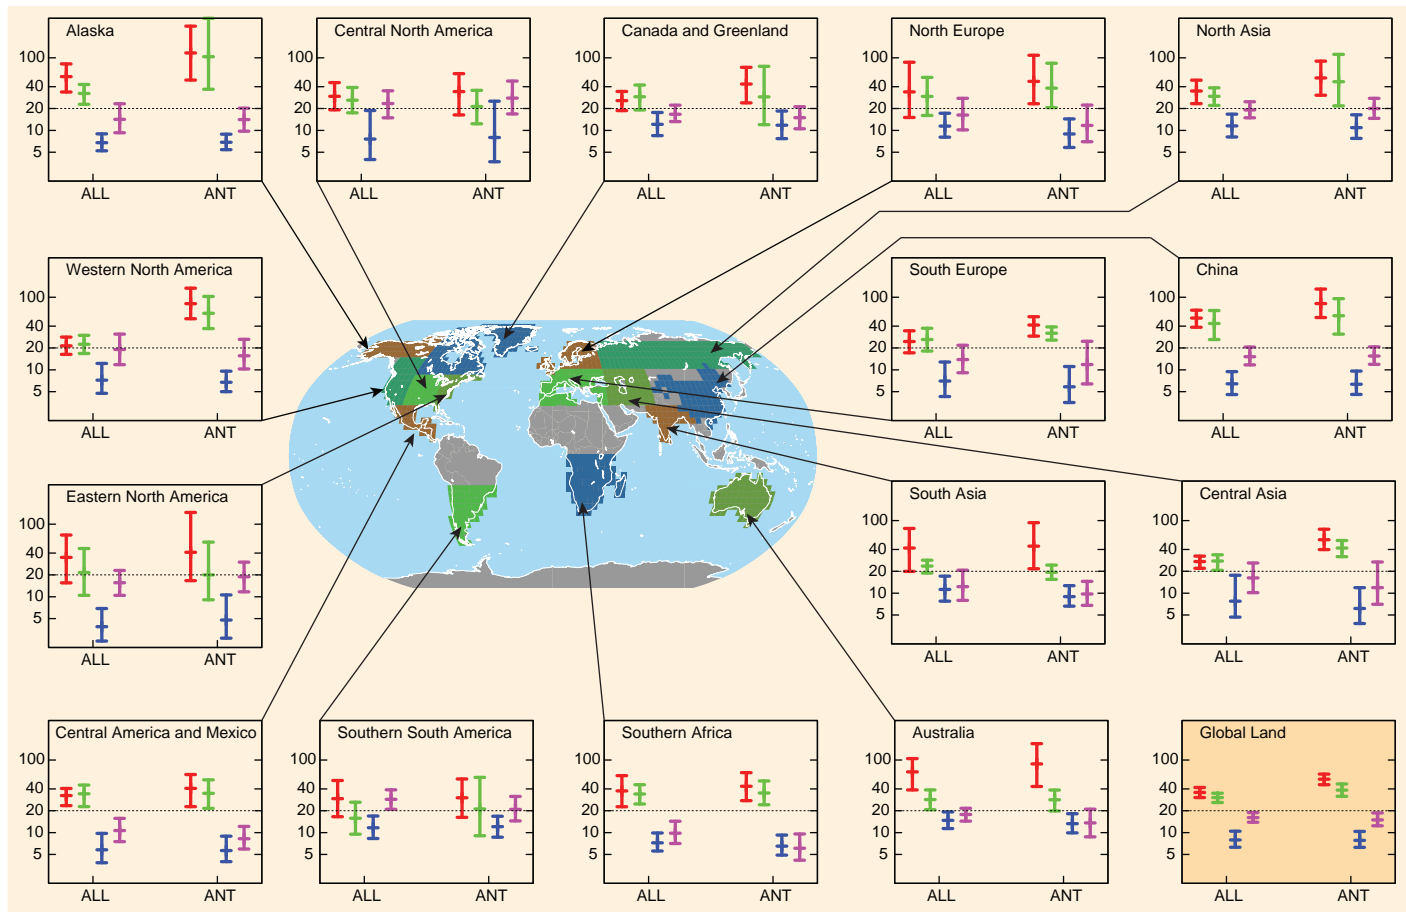 Alaska
100
40
20
10
5
ALL ANT
Central North America
100
40
20
10
5
ALL ANT
Canada and Greenland
100
40
20
10
5
ALL ANT
North Europe
100
40
20
10
5
ALL ANT
North Asia
100
40
20
10
5
ALL ANT
Western North America
100
40
20
10
5
ALL ANT
South Europe
100
40
20
10
5
ALL ANT
China
100
40
20
10
5
ALL ANT
Eastern North America
100
40
20
10
5
ALL ANT
South Asia
100
40
20
10
5
ALL ANT
Central Asia
100
40
20
10
5
ALL ANT
Central America and Mexico
100
40
20
10
5
ALL ANT
Southern South America
100
40
20
10
5
ALL ANT
Southern Africa
100
40
20
10
5
ALL ANT
Australia
100
40
20
10
5
ALL ANT
Global Land
100
40
20
10
5
ALL ANT